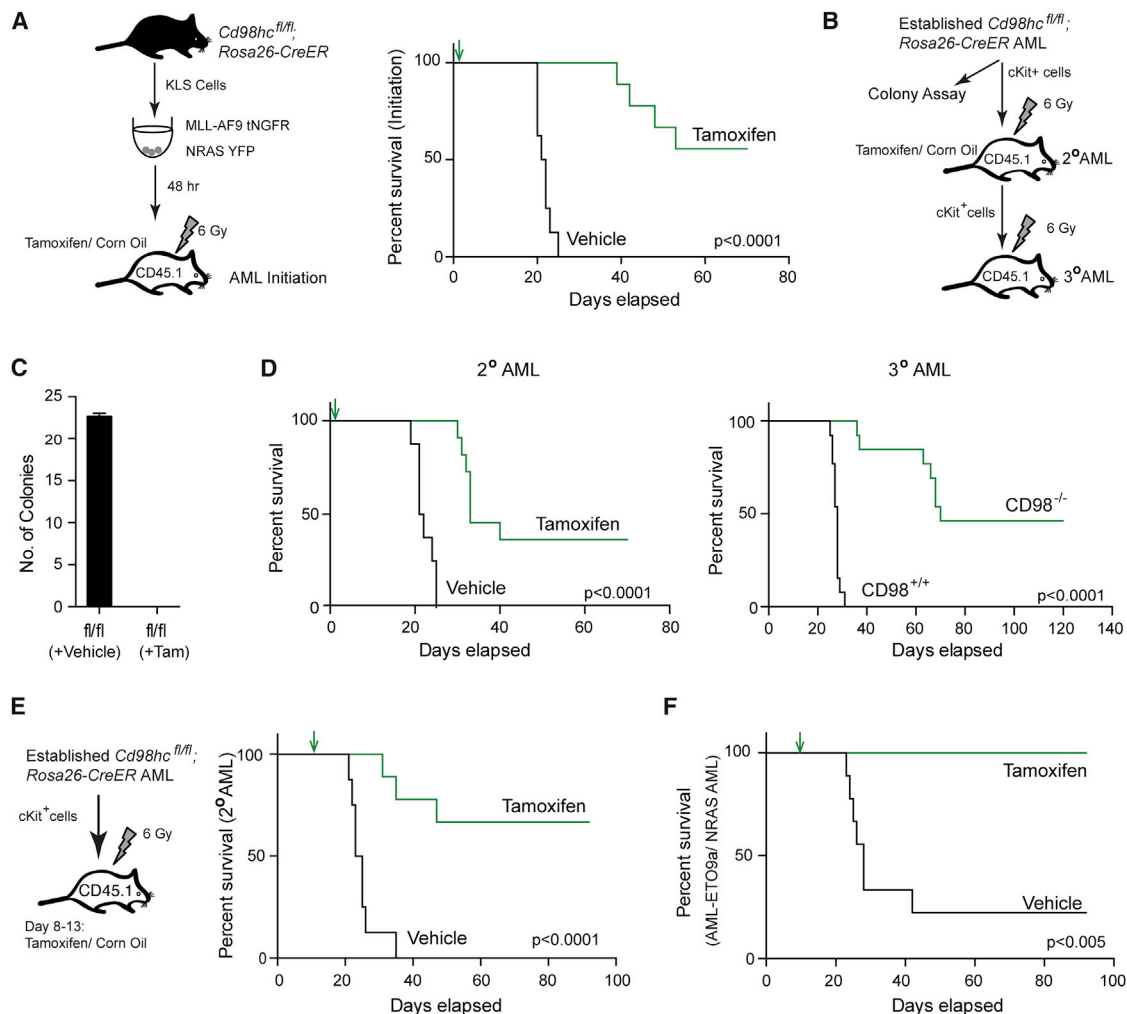 A
Cd98hc fl/fl;
Rosa26-CreER
KLS Cells
MLL-AF9 tNGFR
NRAS YFP
48 hr
Tamoxifen/ Corn Oil
6 Gy
CD45.1
AML Initiation
Percent survival (Initiation)
100
50
0
0 20 40 60 80
Days elapsed
Tamoxifen
Vehicle
p<0.0001
B
Established Cd98hc fl/fl;
Rosa26-CreER AML
cKit+ cells
Colony Assay
6 Gy
Tamoxifen/ Corn Oil
CD45.1
2° AML
cKit+ cells
6 Gy
CD45.1
3° AML
C
No. of Colonies
25
20
15
10
5
0
fl/fl fl/fl
(+Vehicle) (+Tam)
D
2° AML
Percent survival
100
50
0
0 20 40 60 80
Days elapsed
Tamoxifen
Vehicle
p<0.0001
3° AML
Percent survival
100
50
0
0 20 40 60 80 100 120 140
Days elapsed
CD98-/-
CD98+/+
p<0.0001
E
Established Cd98hc fl/fl;
Rosa26-CreER AML
cKit+ cells
6 Gy
CD45.1
Day 8-13:
Tamoxifen/ Corn Oil
Percent survival (2° AML)
100
50
0
0 20 40 60 80 100
Days elapsed
Tamoxifen
Vehicle
p<0.0001
F
Percent survival
(AML-ETO9a/ NRAS AML)
100
50
0
0 20 40 60 80 100
Days elapsed
Tamoxifen
Vehicle
p<0.005